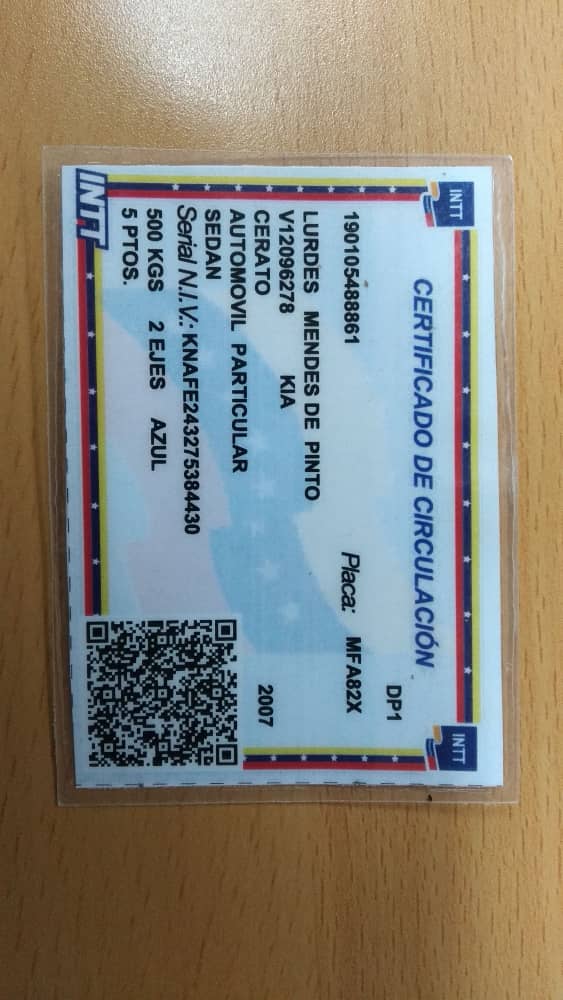 INTT INTT
CERTIFICADO DE CIRCULACIÓN
DP1
190105488861 Placa: MFA82X
LURDES MENDES DE PINTO
V12096278 KIA
CERATO 2007
AUTOMOVIL PARTICULAR
SEDAN
Serial N.I.V.: KNAFE243275384430
500 KGS 2 EJES AZUL
5 PTOS.
INTT